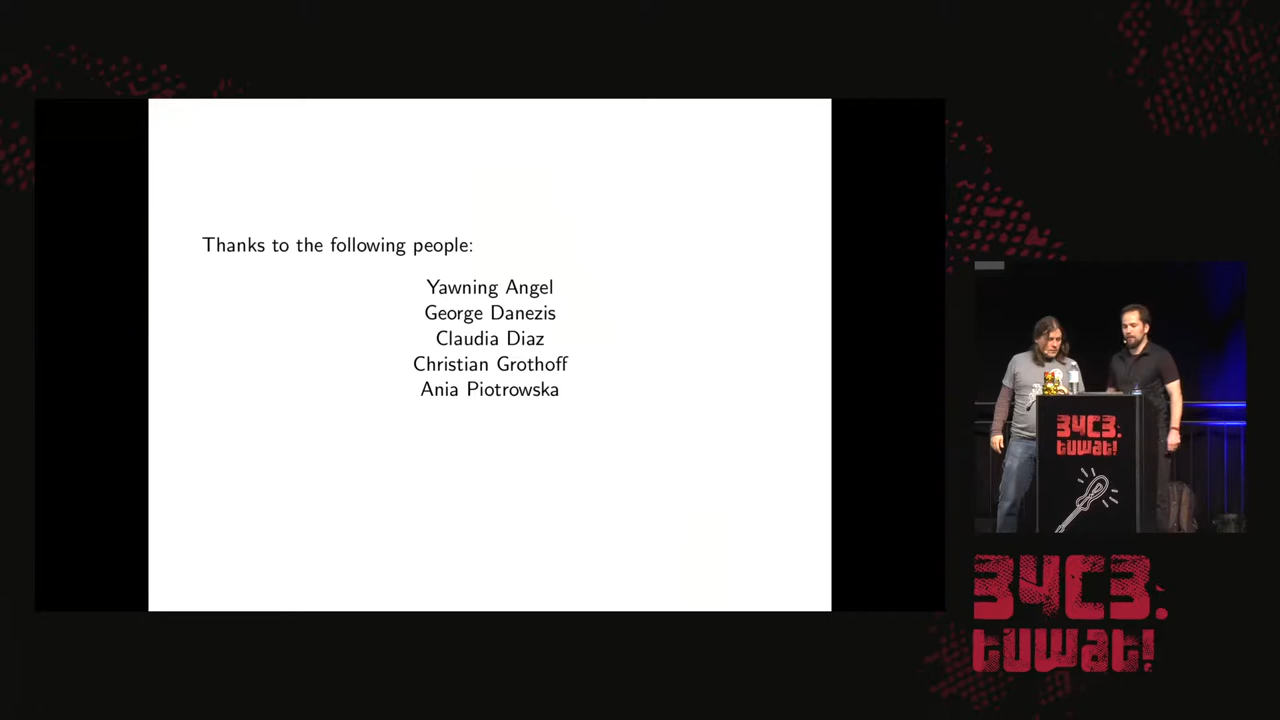 Thanks to the following people:
Yawning Angel
George Danezis
Claudia Diaz
Christian Grothoff
Ania Piotrowska
34C3.
tuwat!
34C3.
tuwat!